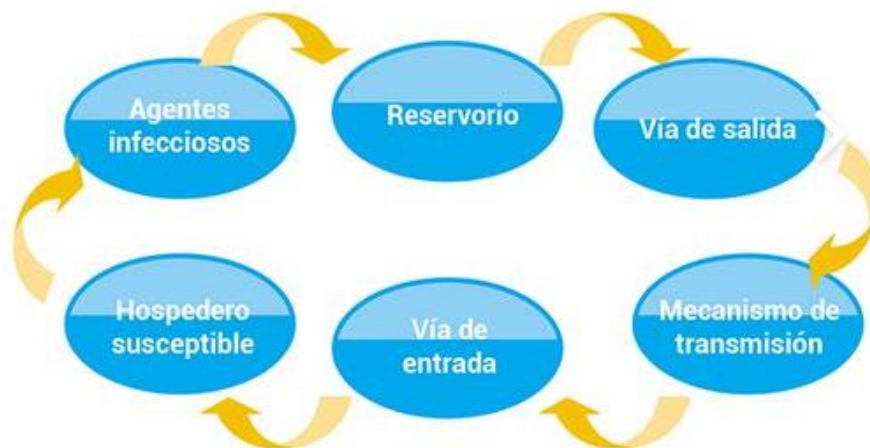 Agentes
infecciosos
Reservorio
Vía de salida
Mecanismo de
transmisión
Vía de
entrada
Hospedero
susceptible